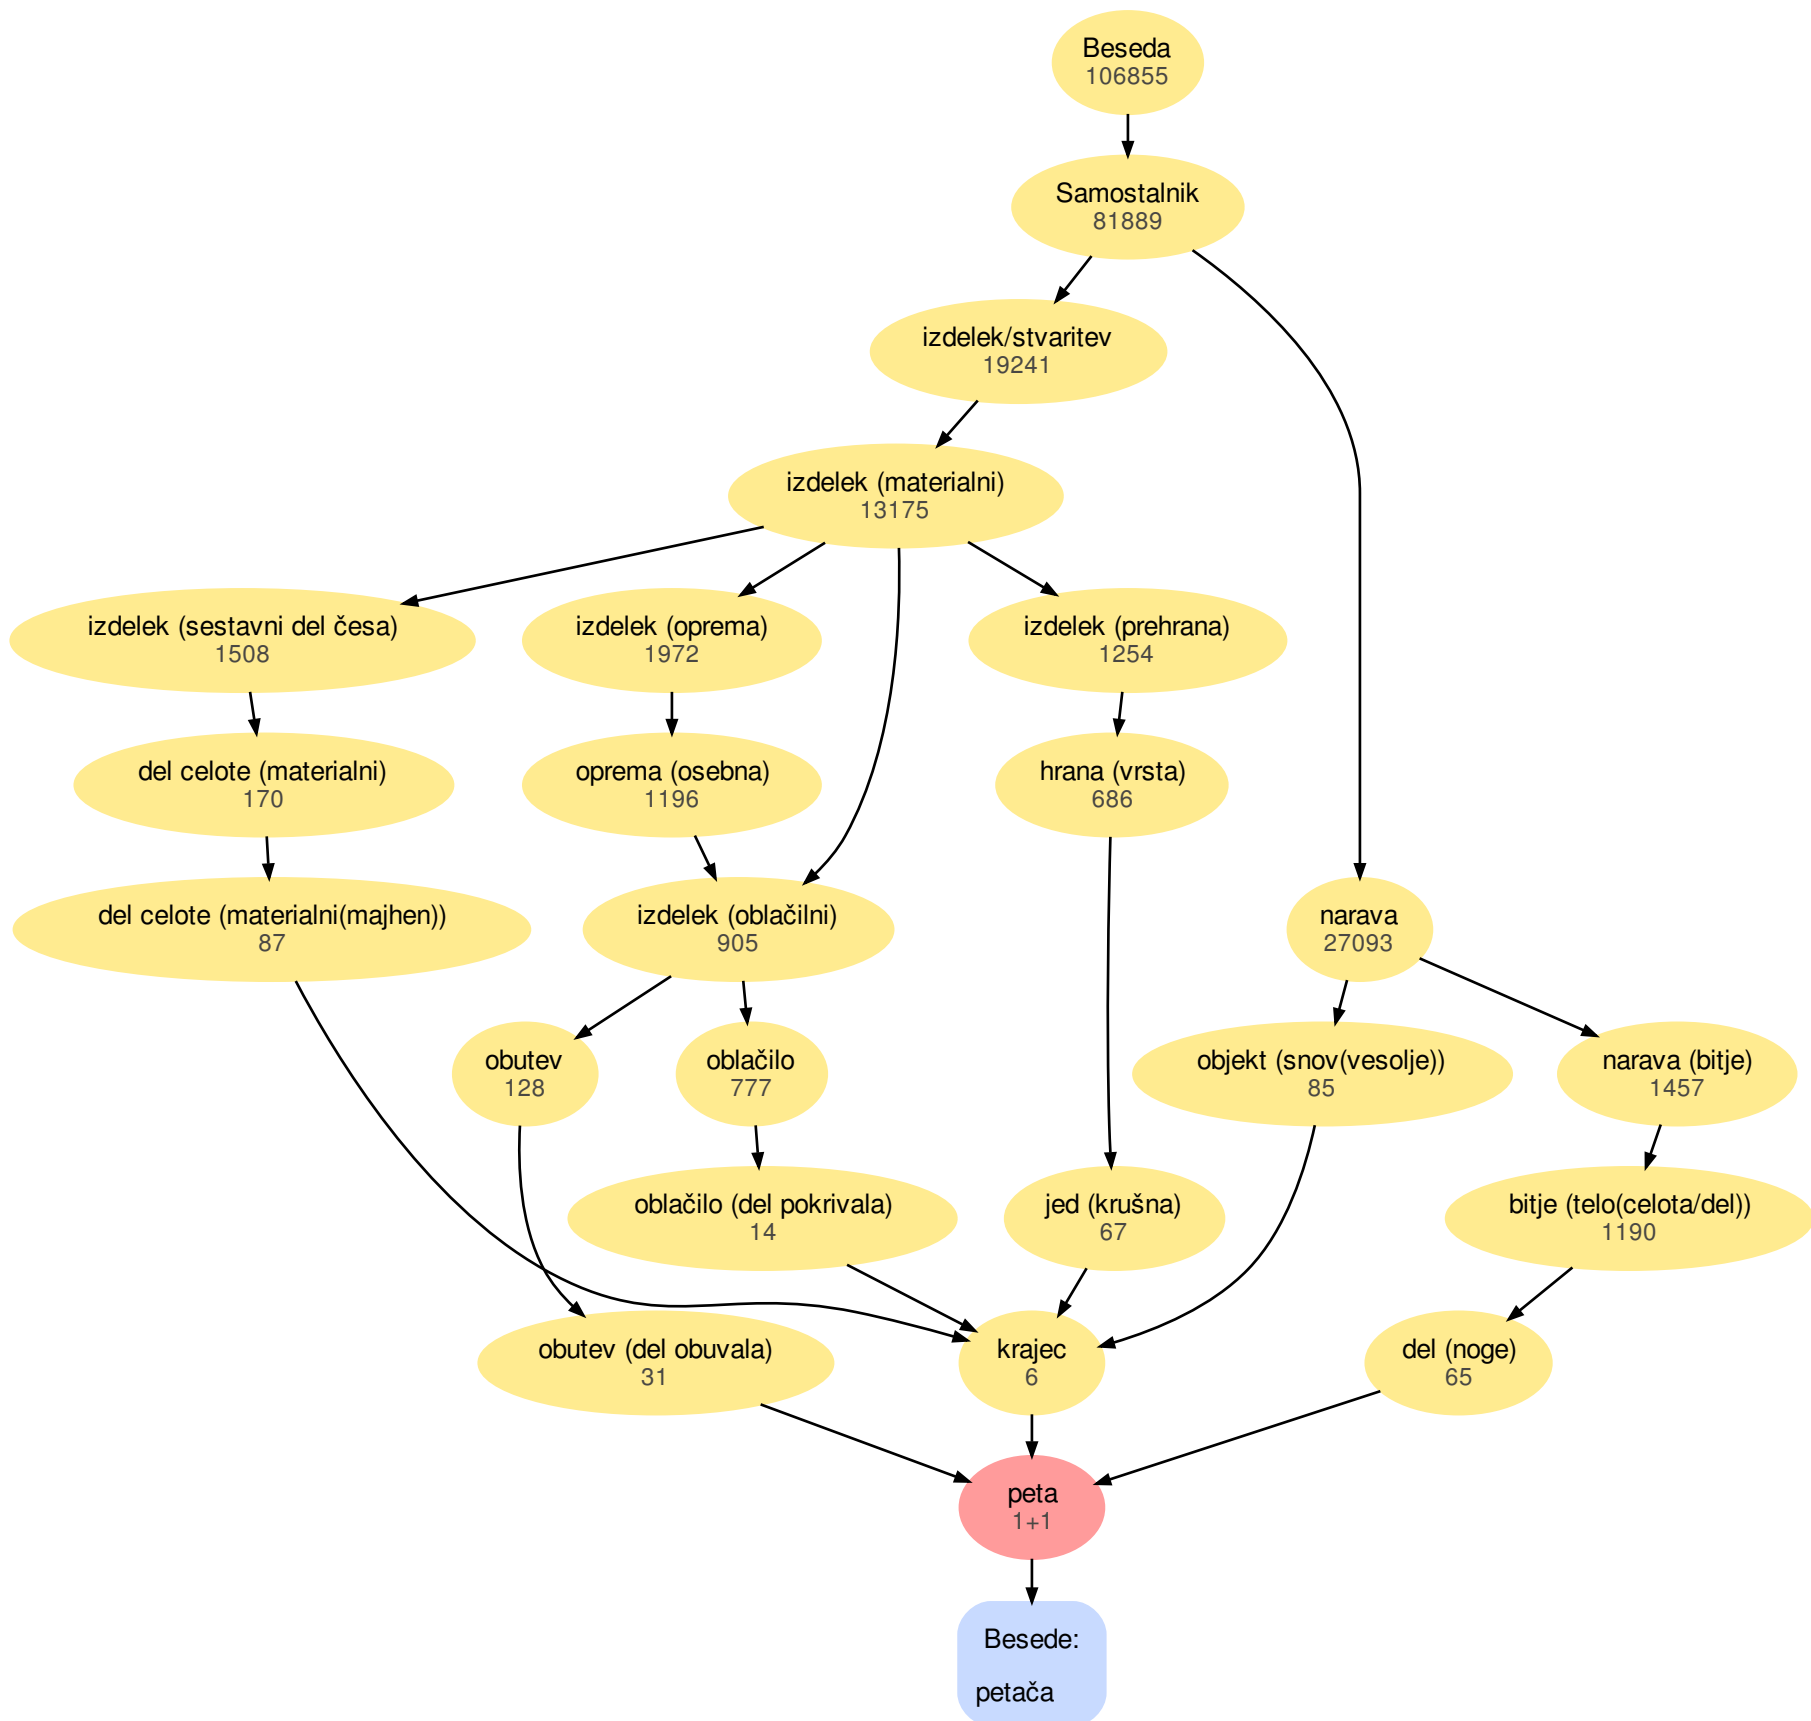 Beseda
106855
Samostalnik
81889
izdelek/stvaritev
19241
izdelek (materialni)
13175
izdelek (sestavni del česa)
1508
izdelek (oprema)
1972
izdelek (prehrana)
1254
del celote (materialni)
170
oprema (osebna)
1196
hrana (vrsta)
686
del celote (materialni(majhen))
87
izdelek (oblačilni)
905
narava
27093
obutev
128
oblačilo
777
objekt (snov(vesolje))
85
narava (bitje)
1457
oblačilo (del pokrivala)
14
jed (krušna)
67
bitje (telo(celota/del))
1190
obutev (del obuvala)
31
krajec
6
del (noge)
65
peta
1+1
Besede:
petača